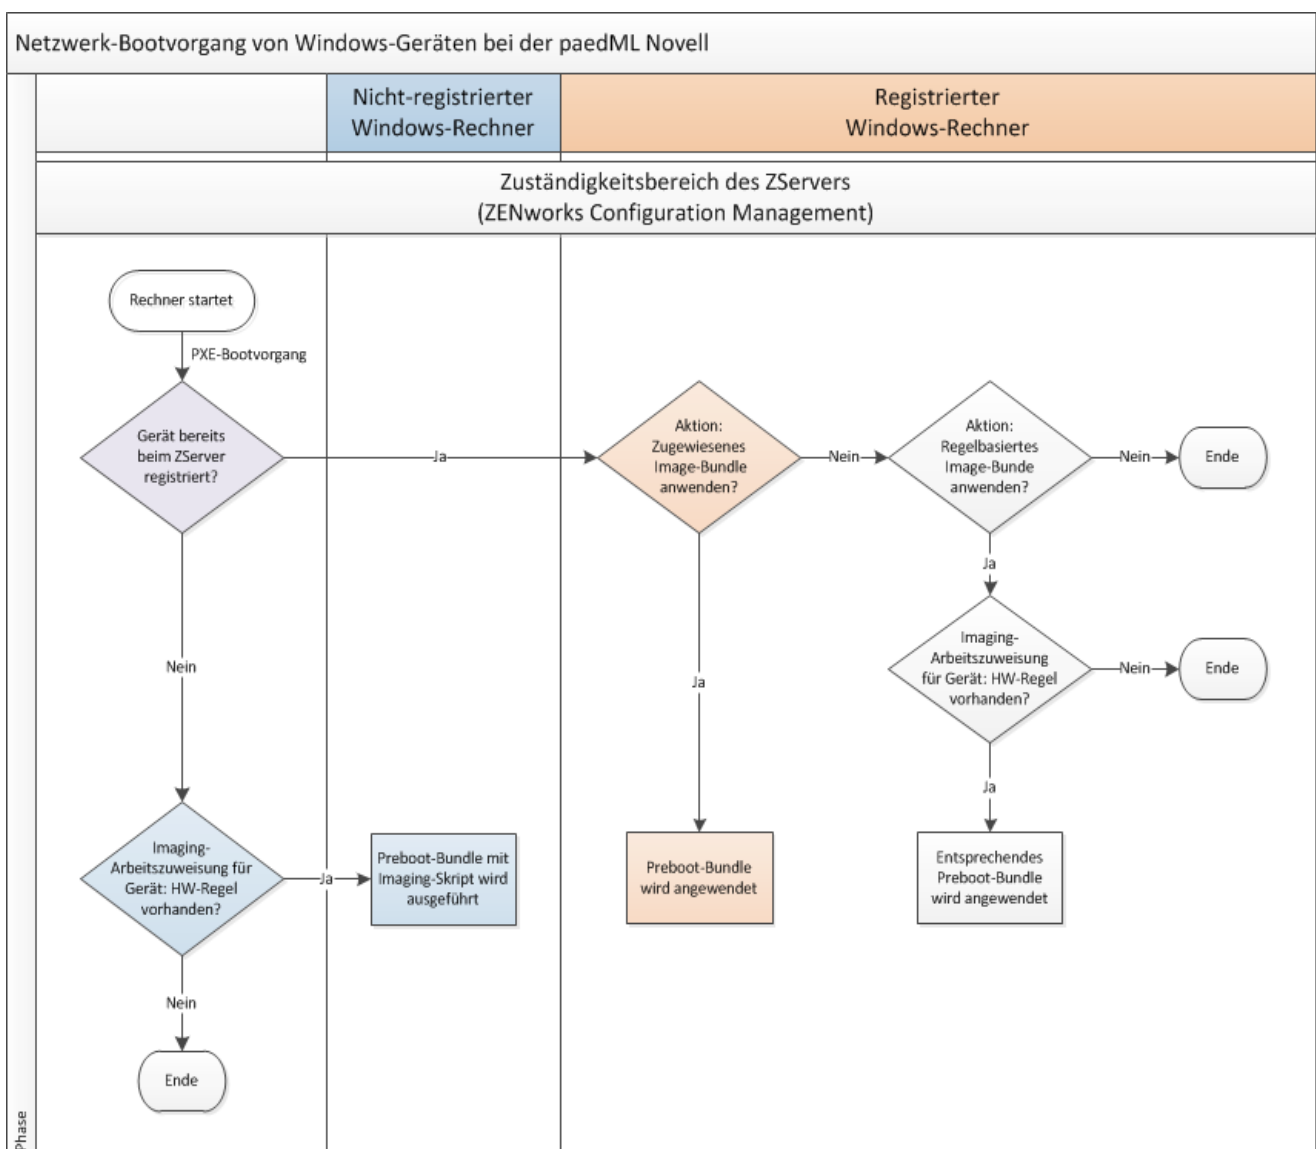 Netzwerk-Bootvorgang von Windows-Geräten bei der paedML Novell
Nicht-registrierter
Windows-Rechner
Registrierter
Windows-Rechner
Zuständigkeitsbereich des ZServers
(ZENworks Configuration Management)
Rechner startet
PXE-Bootvorgang
Gerät bereits
beim ZServer
registriert?
Ja
Aktion:
Zugewiesenes
Image-Bundle
anwenden?
Nein
Aktion:
Regelbasiertes
Image-Bunde
anwenden?
Nein
Ende
Ja
Imaging-
Arbeitszuweisung
für Gerät: HW-Regel
vorhanden?
Nein
Ende
Nein
Ja
Ja
Imaging-
Arbeitszuweisung für
Gerät: HW-Regel
vorhanden?
Ja
Preboot-Bundle mit
Imaging-Skript wird
ausgeführt
Preboot-Bundle
wird angewendet
Entsprechendes
Preboot-Bundle
wird angewendet
Nein
Ende
Phase